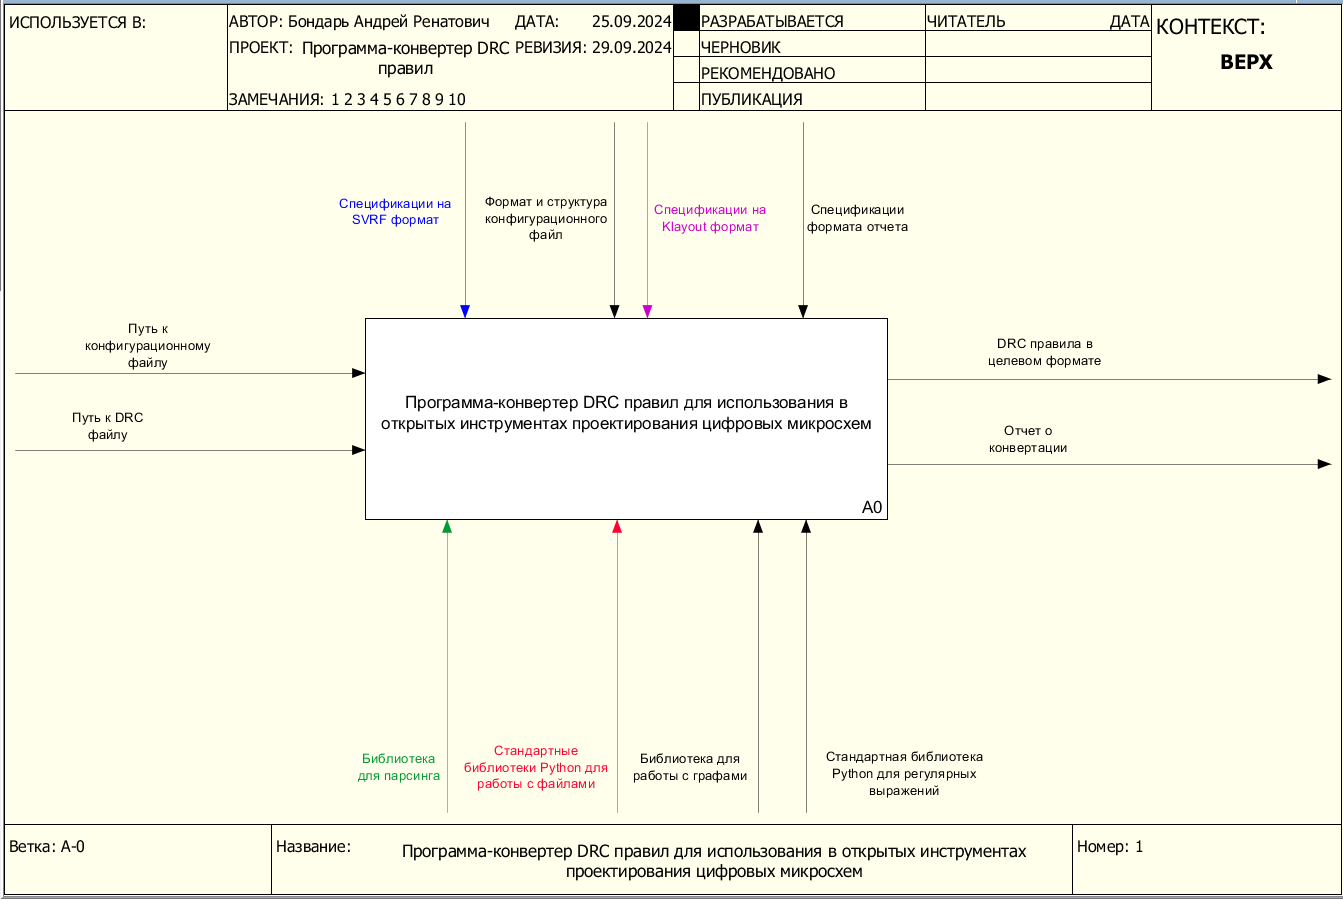 ИСПОЛЬЗУЕТСЯ В:
АВТОР: Бондарь Андрей Ренатович ДАТА: 25.09.2024
ПРОЕКТ: Программа-конвертер DRC РЕВИЗИЯ: 29.09.2024
правил
ЗАМЕЧАНИЯ: 1 2 3 4 5 6 7 8 9 10
РАЗРАБАТЫВАЕТСЯ
ЧЕРНОВИК
РЕКОМЕНДОВАНО
ПУБЛИКАЦИЯ
ЧИТАТЕЛЬ ДАТА
КОНТЕКСТ:
ВЕРХ
Спецификации на
SVRF формат
Формат и структура
конфигурационного
файл
Спецификации на
Klayout формат
Спецификации
формата отчета
Путь к
конфигурационному
файлу
Путь к DRC
файлу
Программа-конвертер DRC правил для использования в
открытых инструментах проектирования цифровых микросхем
A0
DRC правила в
целевом формате
Отчет о
конвертации
Библиотека
для парсинга
Стандартные
библиотеки Python для
работы с файлами
Библиотека для
работы с графами
Стандартная библиотека
Python для регулярных
выражений
Ветка: A-0
Название:
Программа-конвертер DRC правил для использования в открытых инструментах
проектирования цифровых микросхем
Номер: 1